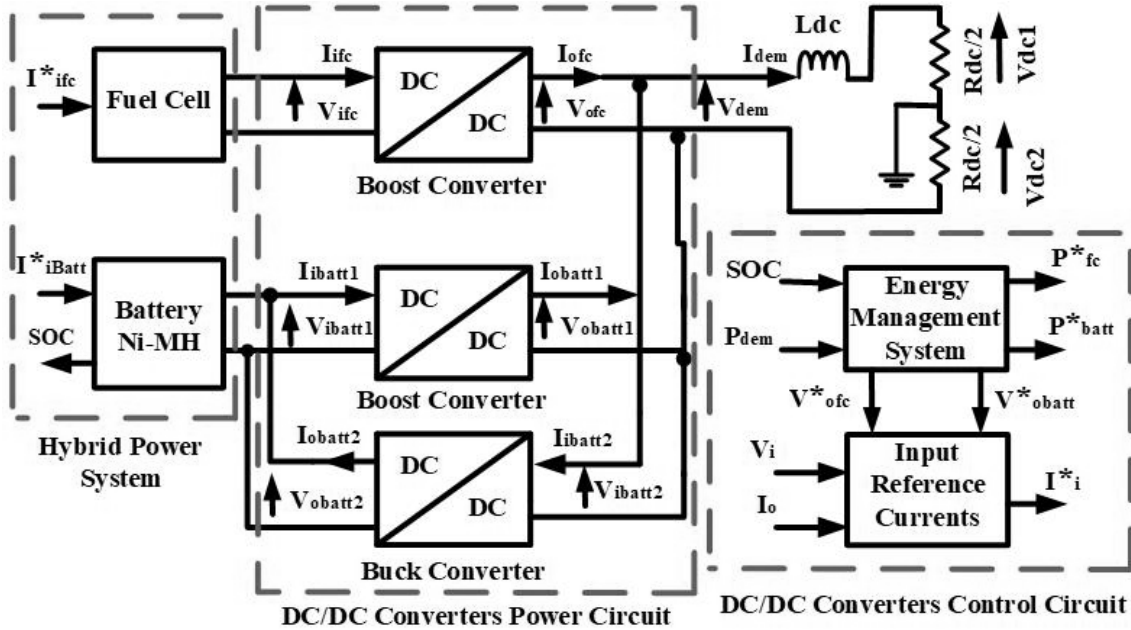 I*ifc
Fuel Cell
Iifc
Vifc
DC
DC
Boost Converter
Iofc
Vofc
Idem
Vdem
Ldc
Rdc/2
Vdc1
Rdc/2
Vdc2
I*iBatt
SOC
Battery
Ni-MH
Hybrid Power
System
Iibatt1
Vibatt1
DC
DC
Boost Converter
Iobatt1
Vobatt1
Iobatt2
Vobatt2
DC
DC
Buck Converter
Iibatt2
Vibatt2
DC/DC Converters Power Circuit
SOC
Pdem
Energy
Management
System
P*fc
P*batt
V*ofc
V*obatt
Vi
Io
Input
Reference
Currents
I*i
DC/DC Converters Control Circuit